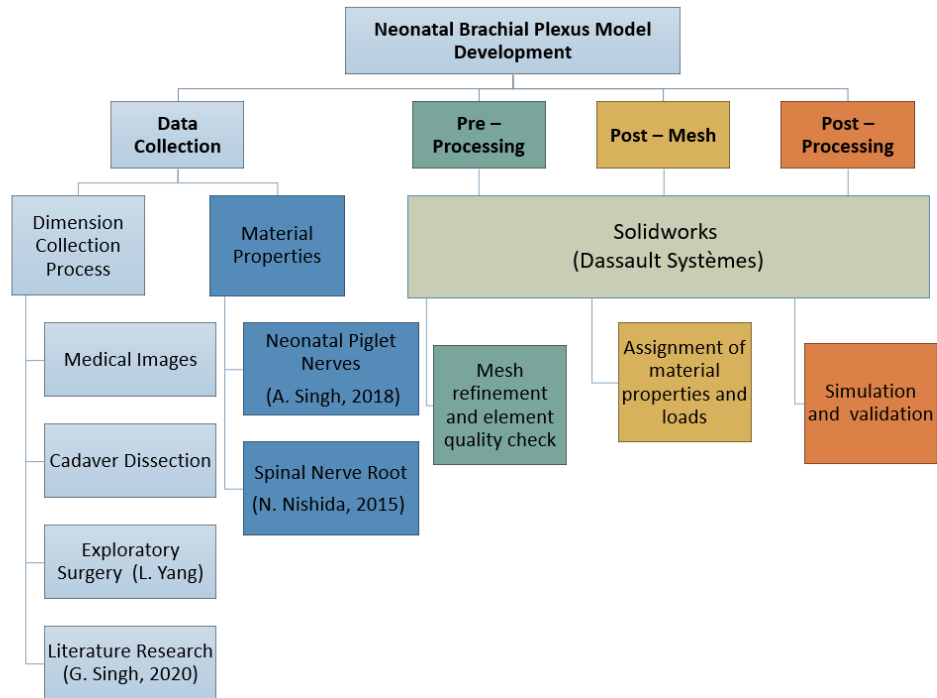 Neonatal Brachial Plexus Model
Development
Data
Collection
Pre –
Processing
Post – Mesh
Post –
Processing
Dimension
Collection
Process
Material
Properties
Solidworks
(Dassault Systèmes)
Medical Images
Cadaver Dissection
Exploratory
Surgery (L. Yang)
Literature Research
(G. Singh, 2020)
Neonatal Piglet
Nerves
(A. Singh, 2018)
Spinal Nerve Root
(N. Nishida, 2015)
Mesh
refinement
and element
quality check
Assignment of
material
properties and
loads
Simulation
and validation